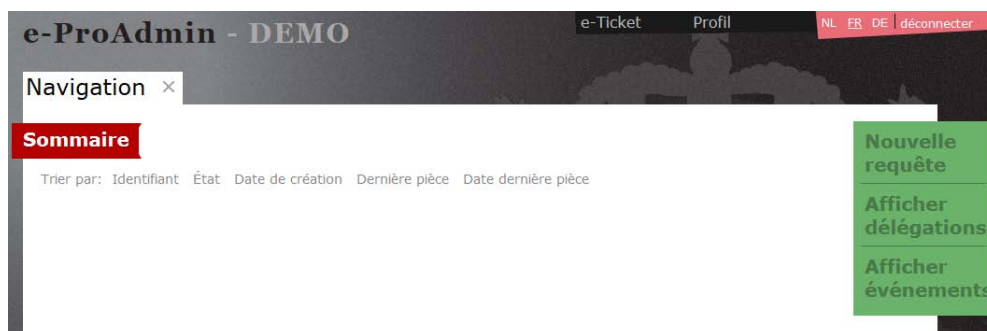 e-ProAdmin - DEMO
e-Ticket Profil NL FR DE déconnecter
Navigation ×
Sommaire
Trier par: Identifiant État Date de création Dernière pièce Date dernière pièce
Nouvelle
requête
Afficher
délégations
Afficher
événements